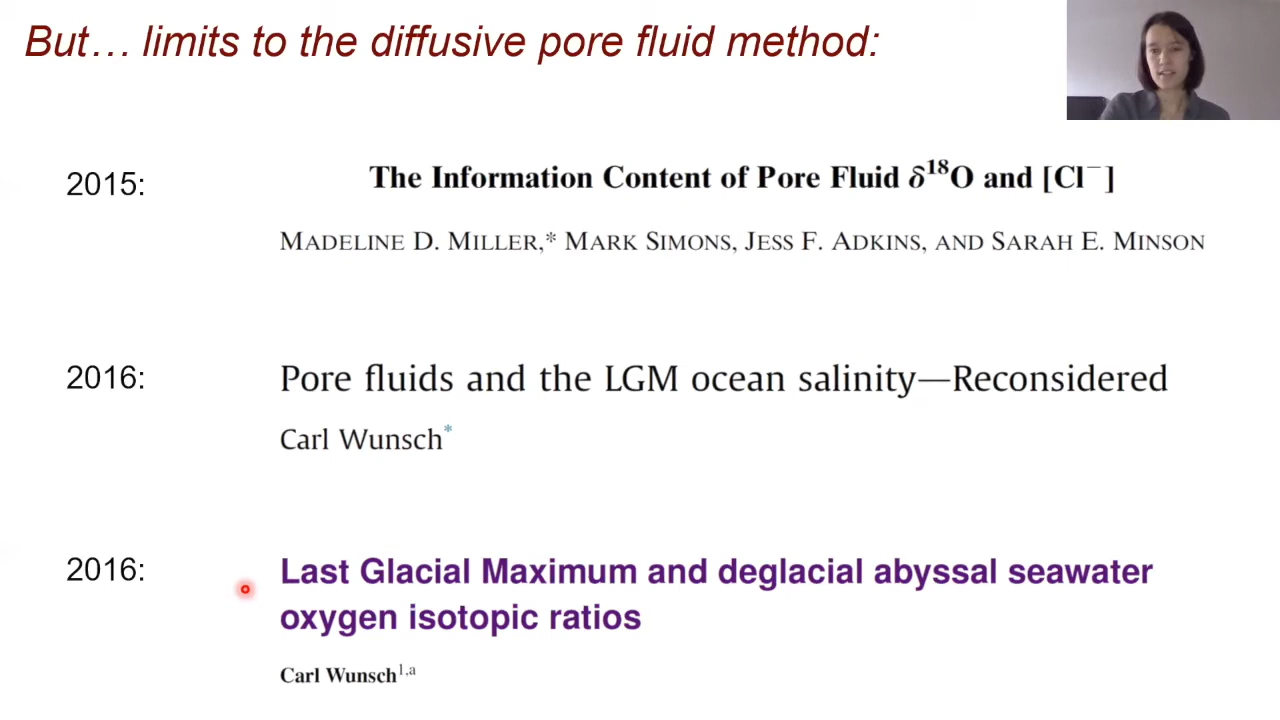 But… limits to the diffusive pore fluid method:
2015:
The Information Content of Pore Fluid δ¹⁸O and [Cl⁻]
MADELINE D. MILLER,* MARK SIMONS, JESS F. ADKINS, AND SARAH E. MINSON
2016:
Pore fluids and the LGM ocean salinity—Reconsidered
Carl Wunsch*
2016:
Last Glacial Maximum and deglacial abyssal seawater
oxygen isotopic ratios
Carl Wunsch¹,ᵃ